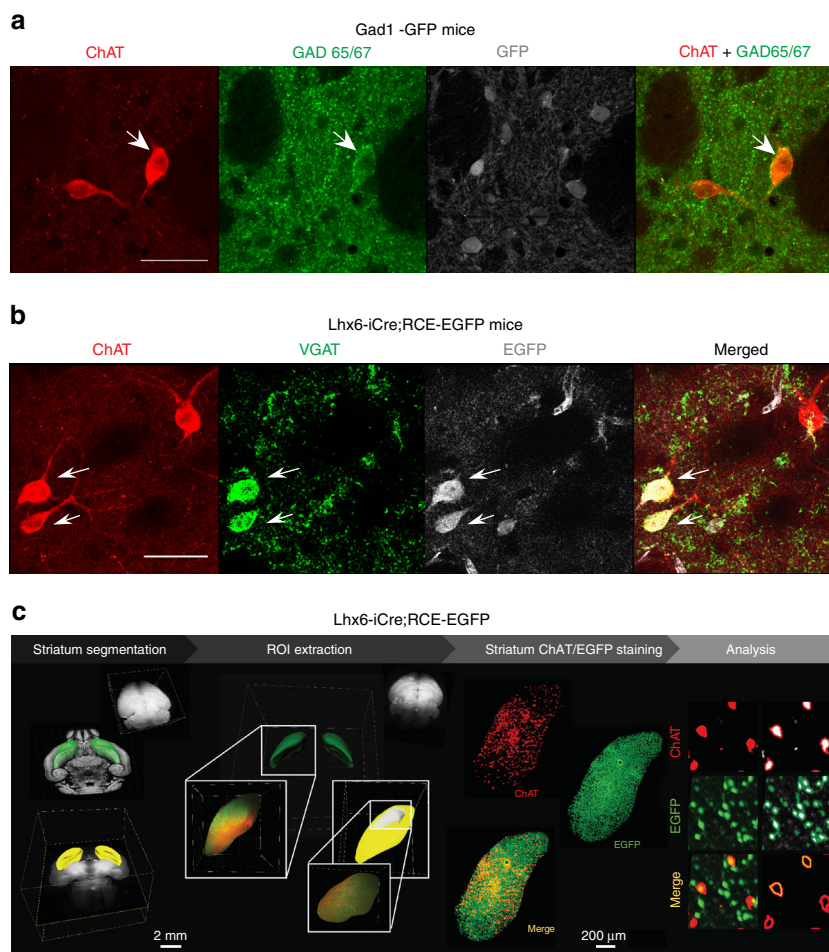 a
Gad1 -GFP mice
ChAT GAD 65/67 GFP ChAT + GAD65/67
b
Lhx6-iCre;RCE-EGFP mice
ChAT VGAT EGFP Merged
c
Lhx6-iCre;RCE-EGFP
Striatum segmentation ROI extraction Striatum ChAT/EGFP staining Analysis
ChAT
ChAT
EGFP
EGFP
Merge
Merge
2 mm 200 μm